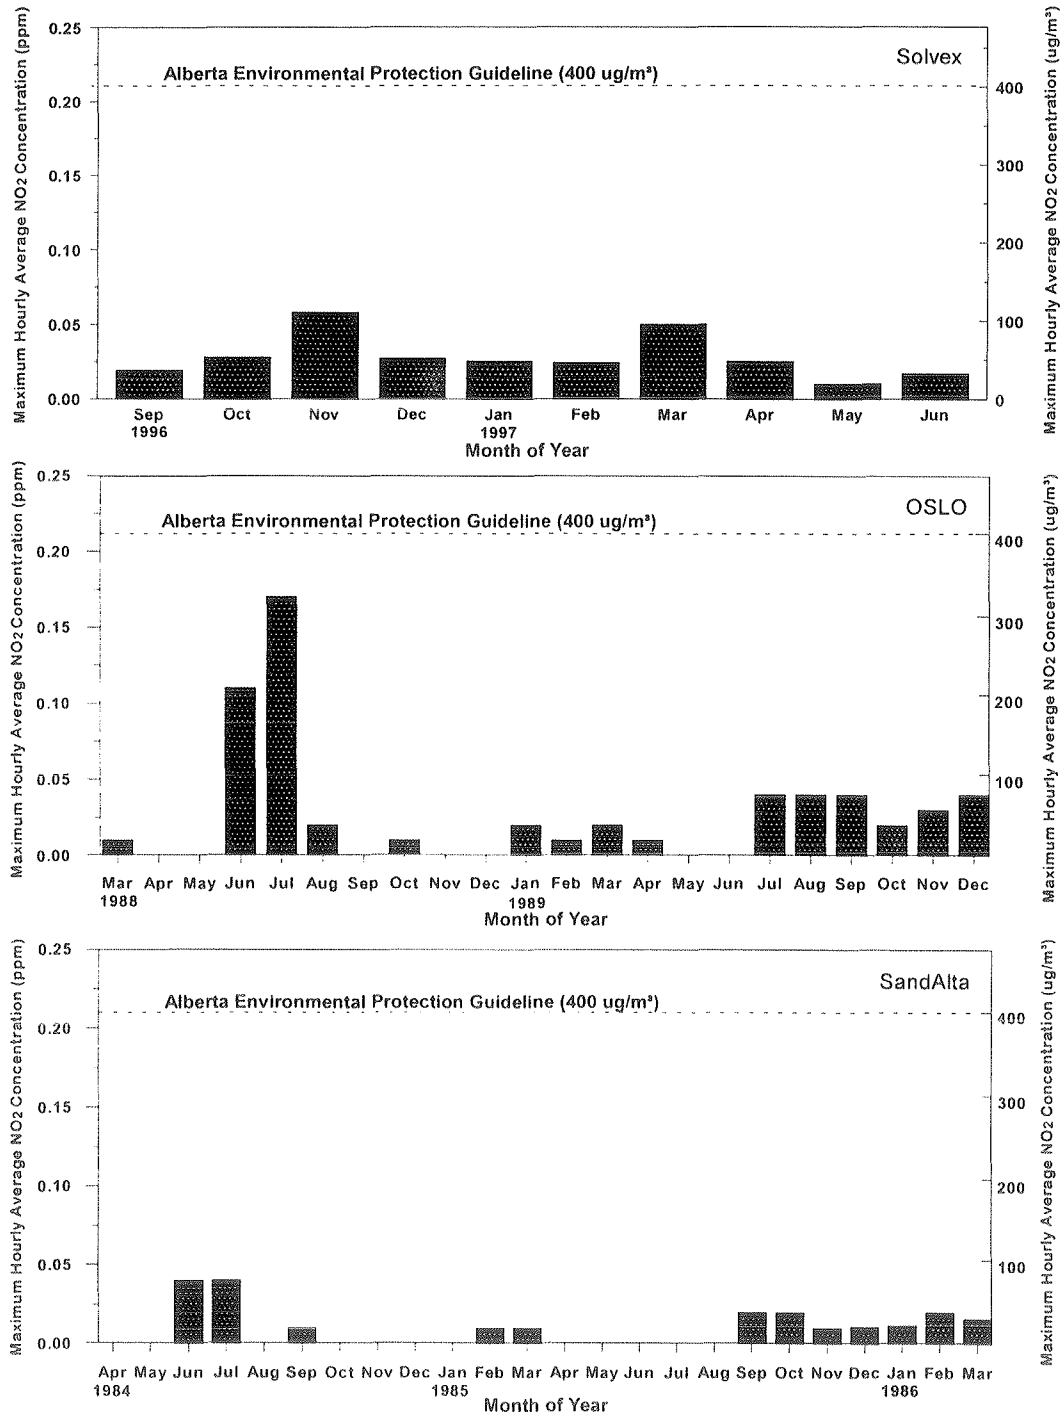 Maximum Hourly Average NO2 Concentration (ppm)
0.25
0.20
0.15
0.10
0.05
0.00
Alberta Environmental Protection Guideline (400 ug/m³)
Solvex
400
300
200
100
0
Maximum Hourly Average NO2 Concentration (ug/m³)
Sep Oct Nov Dec Jan Feb Mar Apr May Jun
1996 1997
Month of Year
Maximum Hourly Average NO2 Concentration (ppm)
0.25
0.20
0.15
0.10
0.05
0.00
Alberta Environmental Protection Guideline (400 ug/m³)
OSLO
400
300
200
100
Maximum Hourly Average NO2 Concentration (ug/m³)
Mar Apr May Jun Jul Aug Sep Oct Nov Dec Jan Feb Mar Apr May Jun Jul Aug Sep Oct Nov Dec
1988 1989
Month of Year
Maximum Hourly Average NO2 Concentration (ppm)
0.25
0.20
0.15
0.10
0.05
0.00
Alberta Environmental Protection Guideline (400 ug/m³)
SandAlta
400
300
200
100
Maximum Hourly Average NO2 Concentration (ug/m³)
Apr May Jun Jul Aug Sep Oct Nov Dec Jan Feb Mar Apr May Jun Jul Aug Sep Oct Nov Dec Jan Feb Mar
1984 1985 1986
Month of Year